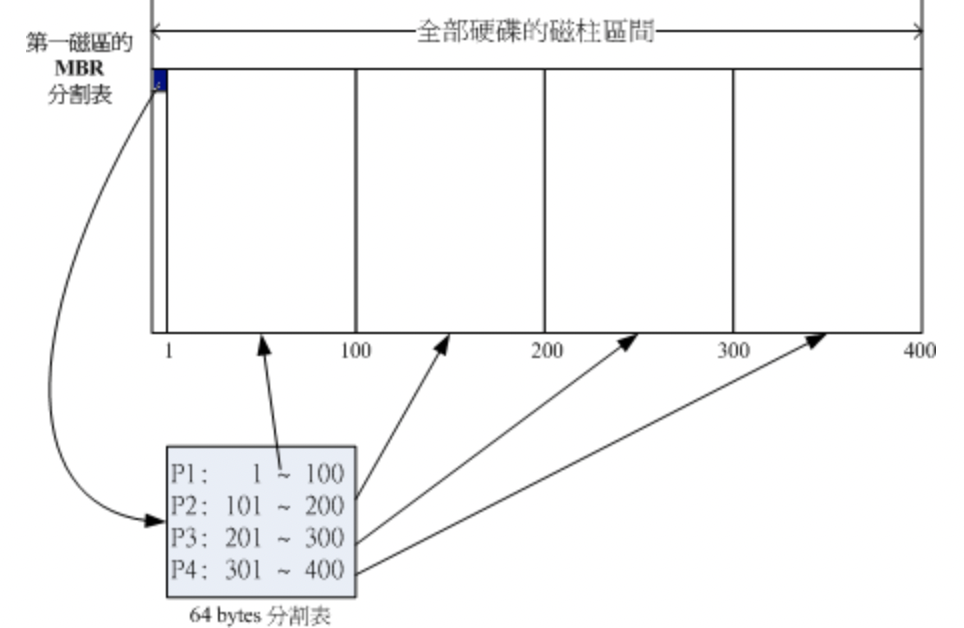 全部硬碟的磁柱區間
第一磁區的
MBR
分割表
1
100
200
300
400
P1: 1 ~ 100
P2: 101 ~ 200
P3: 201 ~ 300
P4: 301 ~ 400
64 bytes 分割表